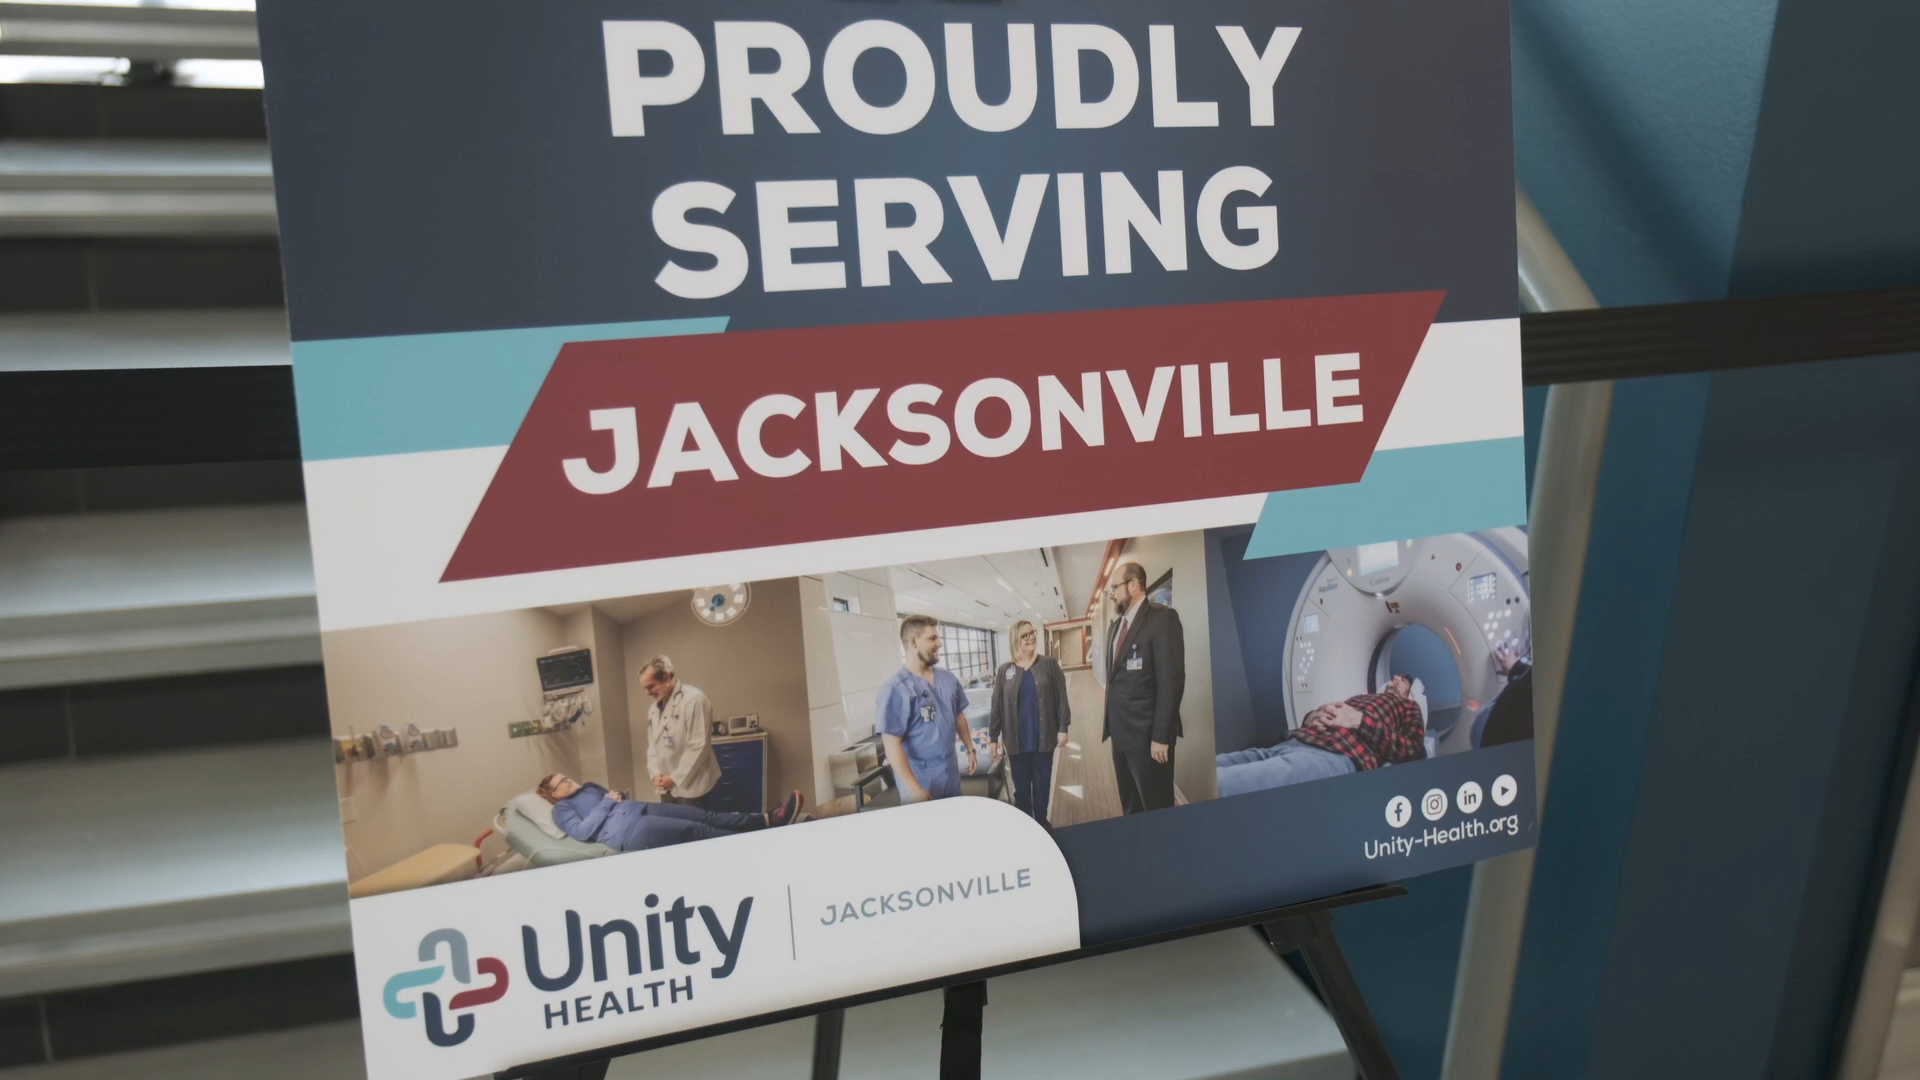 PROUDLY
SERVING
JACKSONVILLE
Unity-Health.org
Unity
HEALTH
JACKSONVILLE